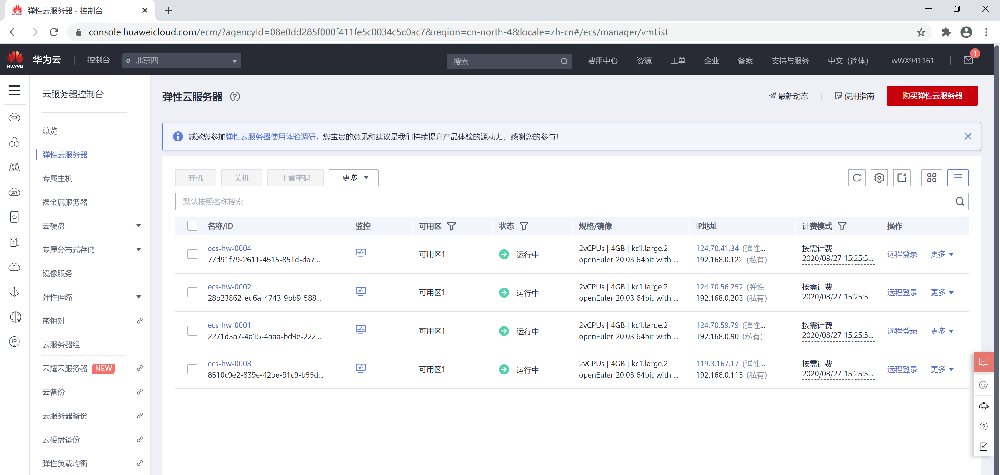 弹性云服务器 - 控制台
console.huaweicloud.com/ecm/?agencyId=08e0dd285f000f411fe5c0034c5c0ac7&region=cn-north-4&locale=zh-cn#/ecs/manager/vmList
HUAWEI
华为云
控制台
北京四
搜索
费用中心
资源
工单
企业
备案
支持与服务
中文（简体）
wWX941161
1
云服务器控制台
总览
弹性云服务器
专属主机
裸金属服务器
云硬盘
专属分布式存储
镜像服务
弹性伸缩
密钥对
云服务器组
云耀云服务器 NEW
云备份
云服务器备份
云硬盘备份
弹性负载均衡
弹性云服务器
最新动态
使用指南
购买弹性云服务器
诚邀您参加弹性云服务器使用体验调研，您宝贵的意见和建议是我们持续提升产品体验的源动力，感谢您的参与！
开机
关机
重置密码
更多
默认按照名称搜索
名称/ID 监控 可用区 状态 规格/镜像 IP地址 计费模式 操作
ecs-hw-0004
77d91f79-2611-4515-851d-da7...
可用区1
运行中
2vCPUs | 4GB | kc1.large.2
openEuler 20.03 64bit with ...
124.70.41.34 (弹性...
192.168.0.122 (私有)
按需计费
2020/08/27 15:25:5...
远程登录 更多
ecs-hw-0002
28b23862-ed6a-4743-9bb9-588...
可用区1
运行中
2vCPUs | 4GB | kc1.large.2
openEuler 20.03 64bit with ...
124.70.56.252 (弹性...
192.168.0.203 (私有)
按需计费
2020/08/27 15:25:5...
远程登录 更多
ecs-hw-0001
2271d3a7-4a15-4aaa-bd9e-222...
可用区1
运行中
2vCPUs | 4GB | kc1.large.2
openEuler 20.03 64bit with ...
124.70.59.79 (弹性...
192.168.0.90 (私有)
按需计费
2020/08/27 15:25:5...
远程登录 更多
ecs-hw-0003
8510c9e2-839e-42be-91c9-b55d...
可用区1
运行中
2vCPUs | 4GB | kc1.large.2
openEuler 20.03 64bit with ...
119.3.167.17 (弹性...
192.168.0.113 (私有)
按需计费
2020/08/27 15:25:5...
远程登录 更多